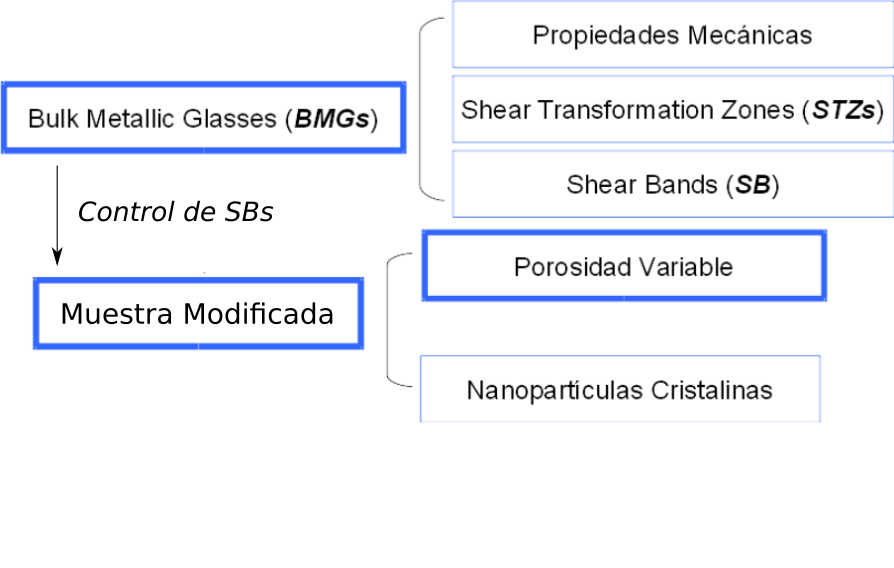 Propiedades Mecánicas
Bulk Metallic Glasses (BMGs)
Shear Transformation Zones (STZs)
Shear Bands (SB)
Control de SBs
Porosidad Variable
Muestra Modificada
Nanopartículas Cristalinas